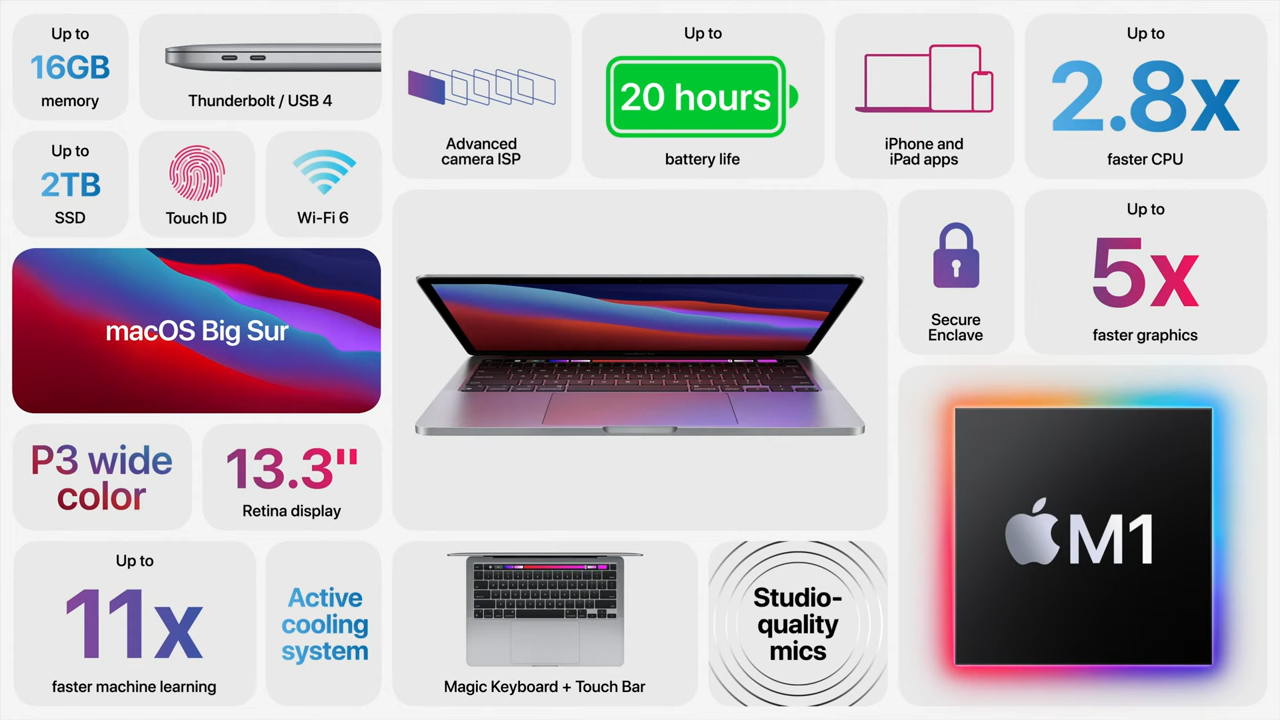 Up to
16GB
memory
Thunderbolt / USB 4
Advanced
camera ISP
Up to
20 hours
battery life
iPhone and
iPad apps
Up to
2.8x
faster CPU
Up to
2TB
SSD
Touch ID
Wi-Fi 6
Secure
Enclave
Up to
5x
faster graphics
macOS Big Sur
P3 wide
color
13.3"
Retina display
M1
Up to
11x
faster machine learning
Active
cooling
system
Magic Keyboard + Touch Bar
Studio-
quality
mics